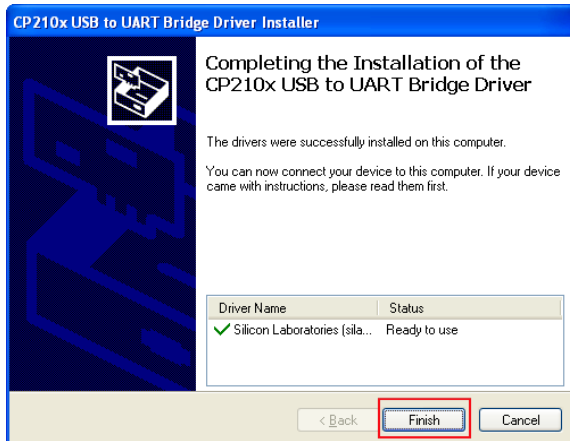 CP210x USB to UART Bridge Driver Installer
Completing the Installation of the
CP210x USB to UART Bridge Driver
The drivers were successfully installed on this computer.
You can now connect your device to this computer. If your device
came with instructions, please read them first.
Driver Name Status
Silicon Laboratories (sila... Ready to use
< Back Finish Cancel